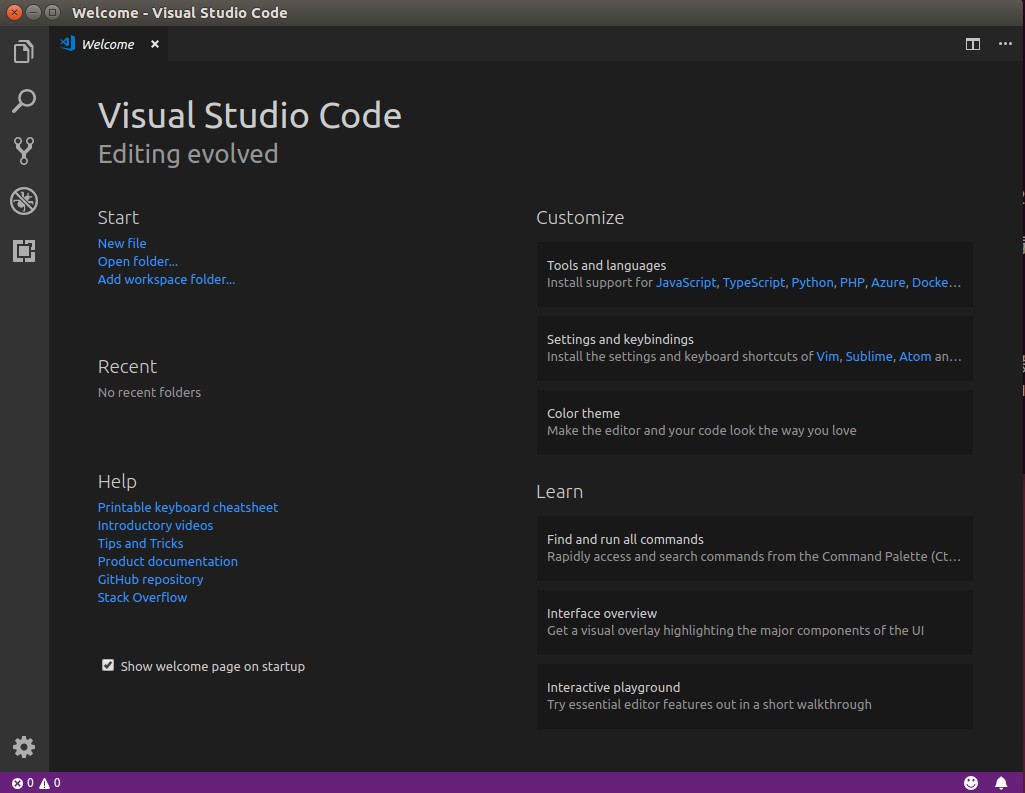 Welcome - Visual Studio Code
Welcome
Visual Studio Code
Editing evolved
Start
New file
Open folder...
Add workspace folder...
Recent
No recent folders
Help
Printable keyboard cheatsheet
Introductory videos
Tips and Tricks
Product documentation
GitHub repository
Stack Overflow
Show welcome page on startup
Customize
Tools and languages
Install support for JavaScript, TypeScript, Python, PHP, Azure, Docke...
Settings and keybindings
Install the settings and keyboard shortcuts of Vim, Sublime, Atom an...
Color theme
Make the editor and your code look the way you love
Learn
Find and run all commands
Rapidly access and search commands from the Command Palette (Ct...
Interface overview
Get a visual overlay highlighting the major components of the UI
Interactive playground
Try essential editor features out in a short walkthrough
0 0